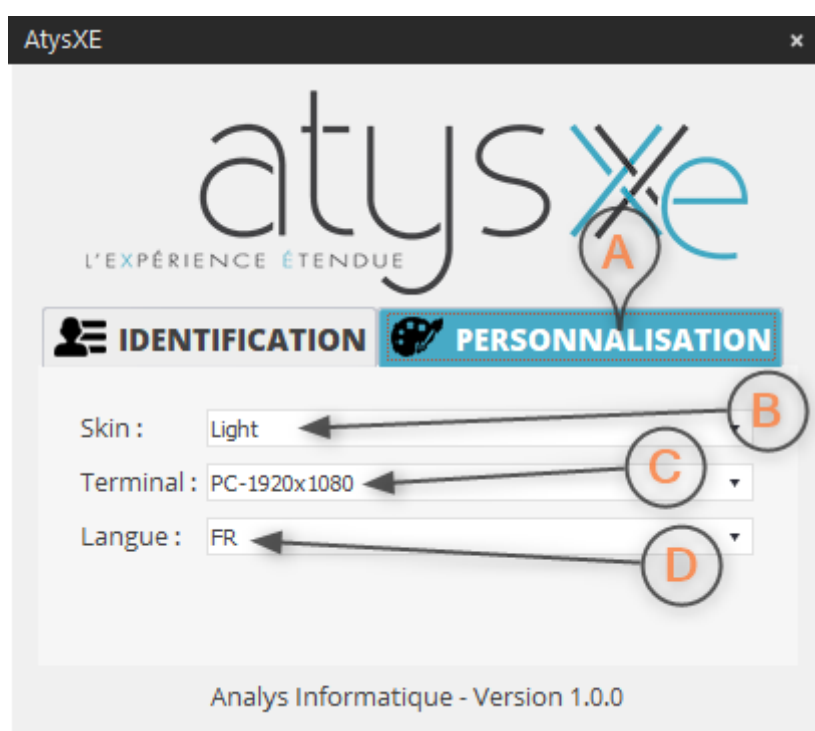 AtysXE ×
atysXe
L'EXPÉRIENCE ÉTENDUE
A
IDENTIFICATION PERSONNALISATION
B
Skin : Light
C
Terminal : PC-1920x1080
Langue : FR
D
Analys Informatique - Version 1.0.0